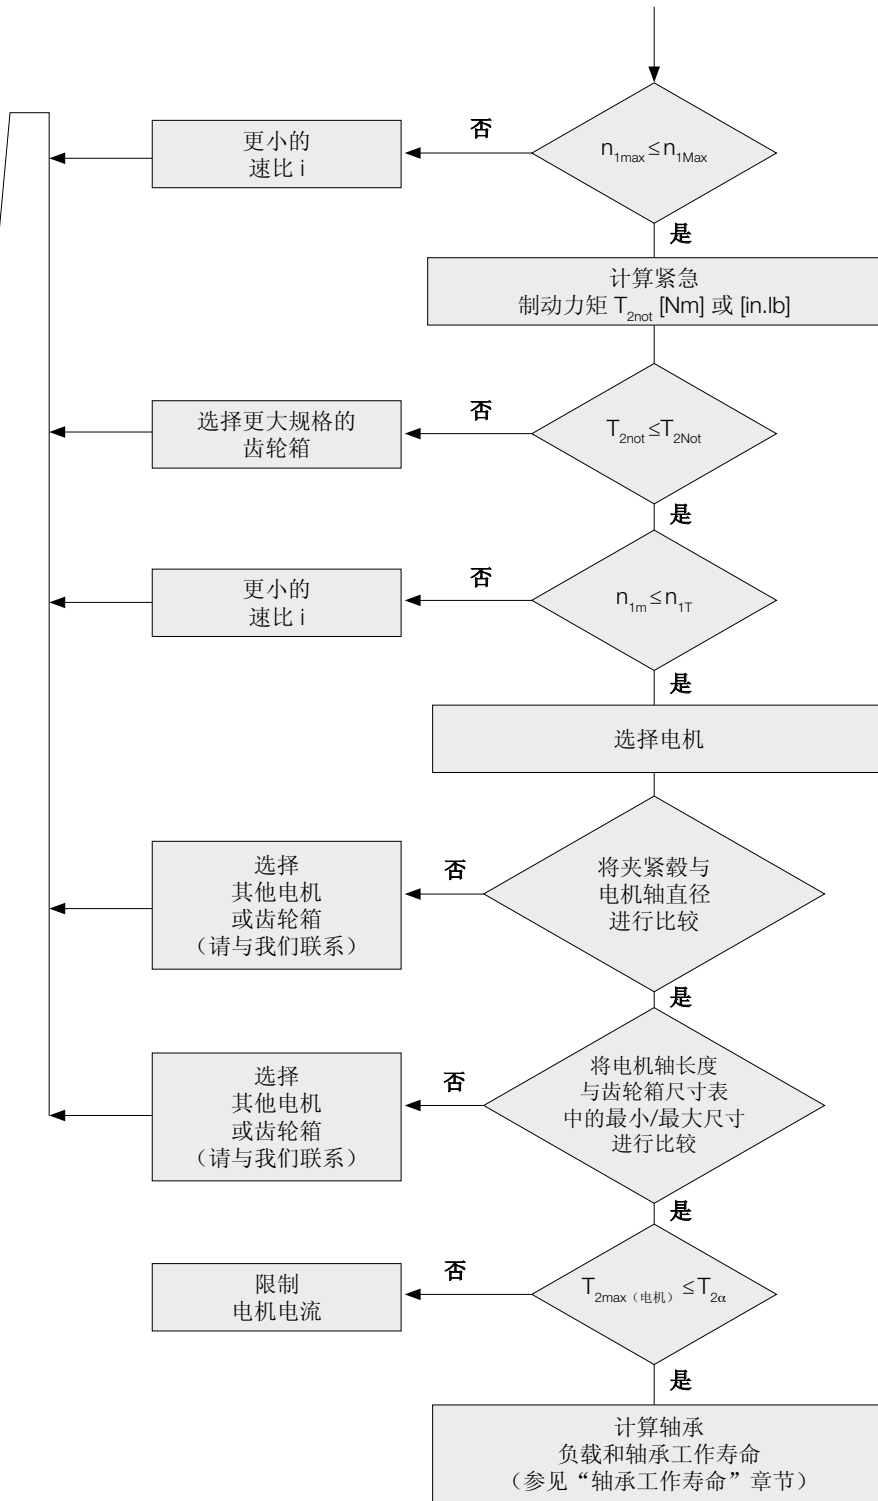 否
更小的
速比 i
n1max≤n1Max
是
计算紧急
制动力矩 T2not [Nm] 或 [in.lb]
否
选择更大规格的
齿轮箱
T2not≤T2Not
是
否
更小的
速比 i
n1m≤n1T
是
选择电机
否
选择
其他电机
或齿轮箱
（请与我们联系）
将夹紧毂与
电机轴直径
进行比较
是
否
选择
其他电机
或齿轮箱
（请与我们联系）
将电机轴长度
与齿轮箱尺寸表
中的最小/最大尺寸
进行比较
是
否
限制
电机电流
T2max（电机）≤T2α
是
计算轴承
负载和轴承工作寿命
（参见“轴承工作寿命”章节）